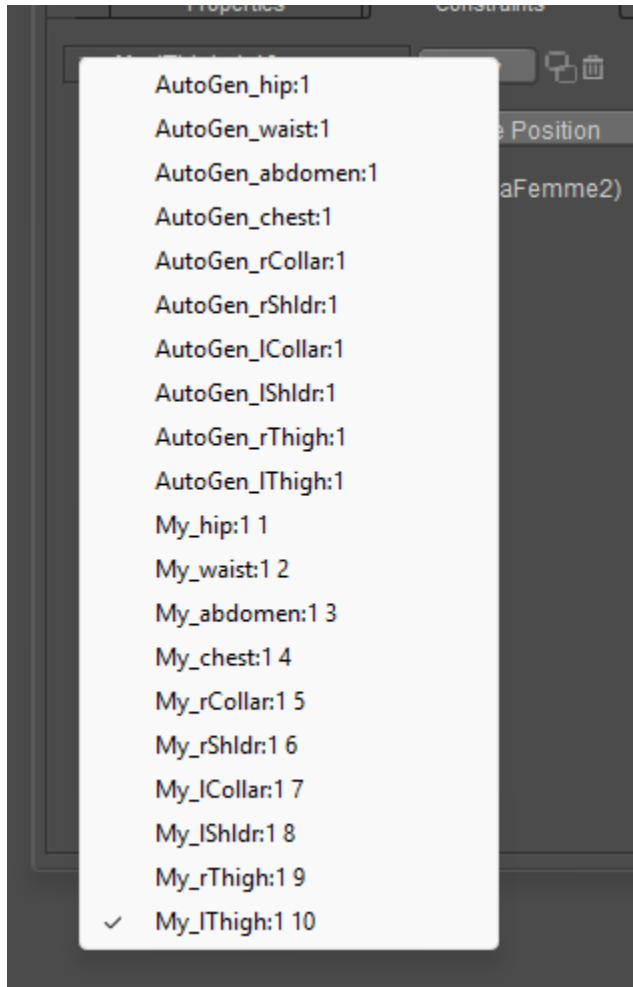 Properties
Constraints
AutoGen_hip:1
AutoGen_waist:1
AutoGen_abdomen:1
AutoGen_chest:1
AutoGen_rCollar:1
AutoGen_rShldr:1
AutoGen_lCollar:1
AutoGen_lShldr:1
AutoGen_rThigh:1
AutoGen_lThigh:1
My_hip:1 1
My_waist:1 2
My_abdomen:1 3
My_chest:1 4
My_rCollar:1 5
My_rShldr:1 6
My_lCollar:1 7
My_lShldr:1 8
My_rThigh:1 9
My_lThigh:1 10
e Position
aFemme2)